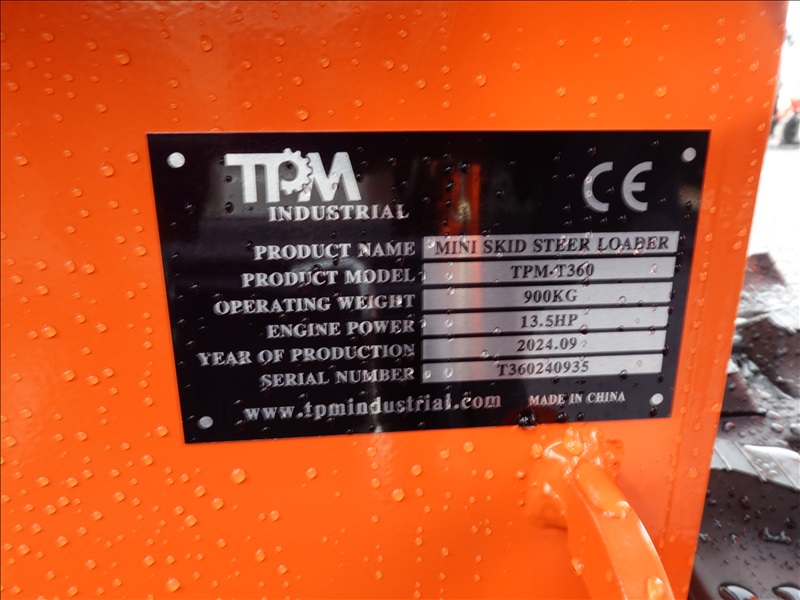 TPM
INDUSTRIAL
CE
PRODUCT NAME MINI SKID STEER LOADER
PRODUCT MODEL TPM-T360
OPERATING WEIGHT 900KG
ENGINE POWER 13.5HP
YEAR OF PRODUCTION 2024.09
SERIAL NUMBER T360240935
www.tpmindustrial.com MADE IN CHINA